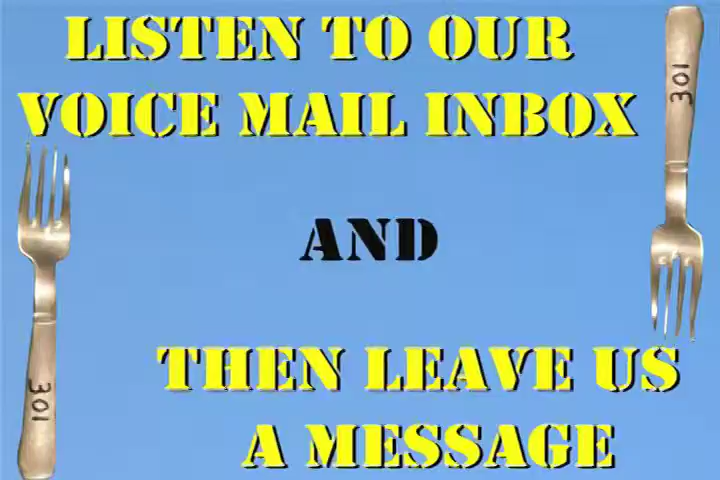 LISTEN TO OUR
VOICE MAIL INBOX
301
AND
THEN LEAVE US
A MESSAGE
301